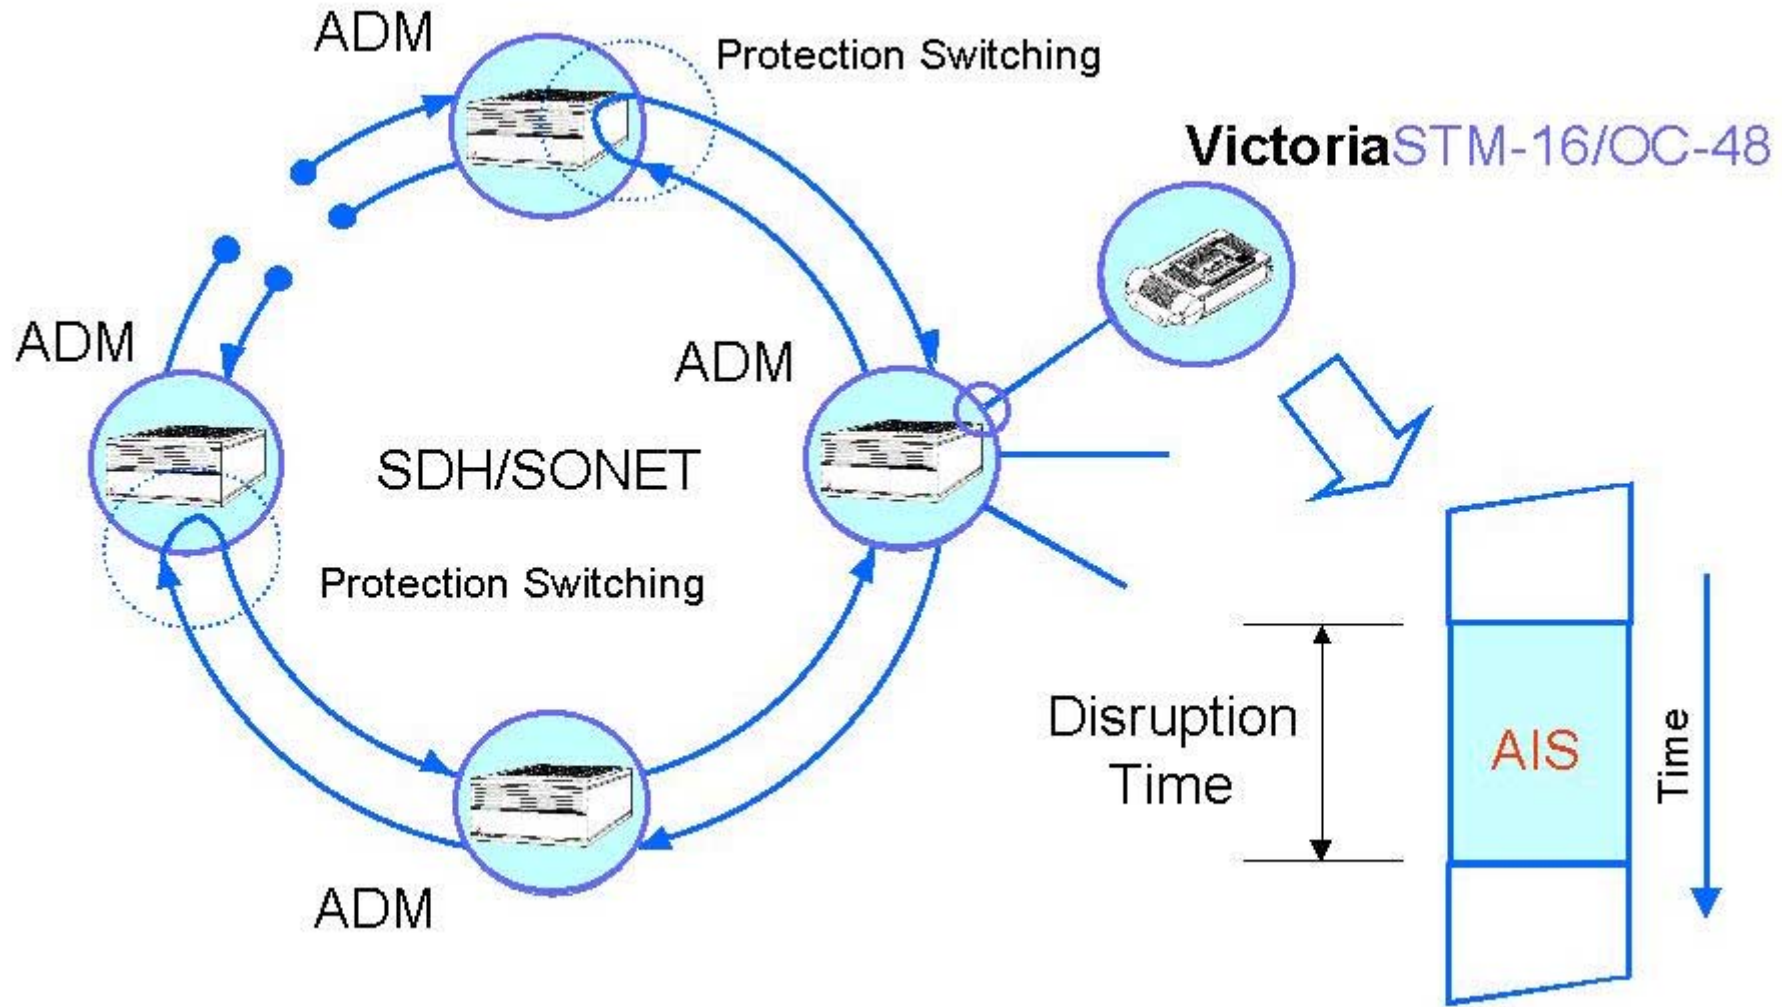 ADM
Protection Switching
VictoriaSTM-16/OC-48
ADM
ADM
SDH/SONET
Protection Switching
Disruption
Time
AIS
Time
ADM